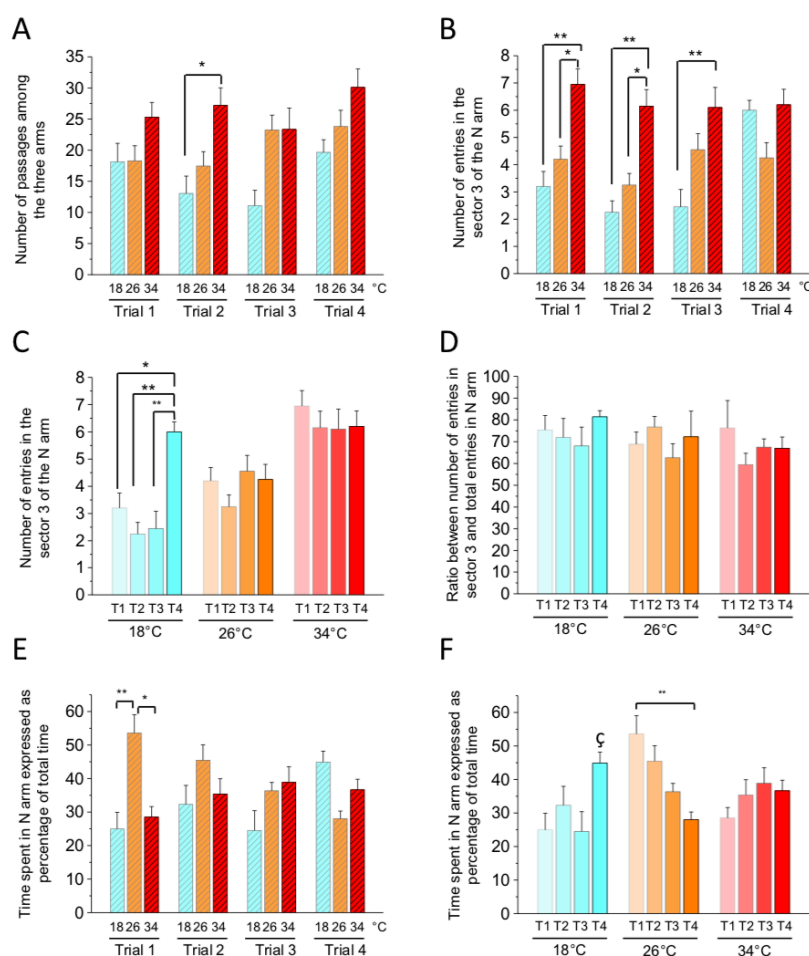 A
Number of passages among
the three arms
35
30
25
20
15
10
5
0
*
18 26 34 18 26 34 18 26 34 18 26 34 °C
Trial 1 Trial 2 Trial 3 Trial 4
B
Number of entries in the
sector 3 of the N arm
8
7
6
5
4
3
2
1
0
** ** **
* *
18 26 34 18 26 34 18 26 34 18 26 34 °C
Trial 1 Trial 2 Trial 3 Trial 4
C
Number of entries in the
sector 3 of the N arm
8
7
6
5
4
3
2
1
0
*
**
**
T1 T2 T3 T4 T1 T2 T3 T4 T1 T2 T3 T4
18°C 26°C 34°C
D
Ratio between number of entries in
sector 3 and total entries in N arm
100
90
80
70
60
50
40
30
20
10
0
T1 T2 T3 T4 T1 T2 T3 T4 T1 T2 T3 T4
18°C 26°C 34°C
E
Time spent in N arm expressed as
percentage of total time
60
50
40
30
20
10
0
** *
18 26 34 18 26 34 18 26 34 18 26 34 °C
Trial 1 Trial 2 Trial 3 Trial 4
F
Time spent in N arm expressed as
percentage of total time
60
50
40
30
20
10
0
ç
**
T1 T2 T3 T4 T1 T2 T3 T4 T1 T2 T3 T4
18°C 26°C 34°C